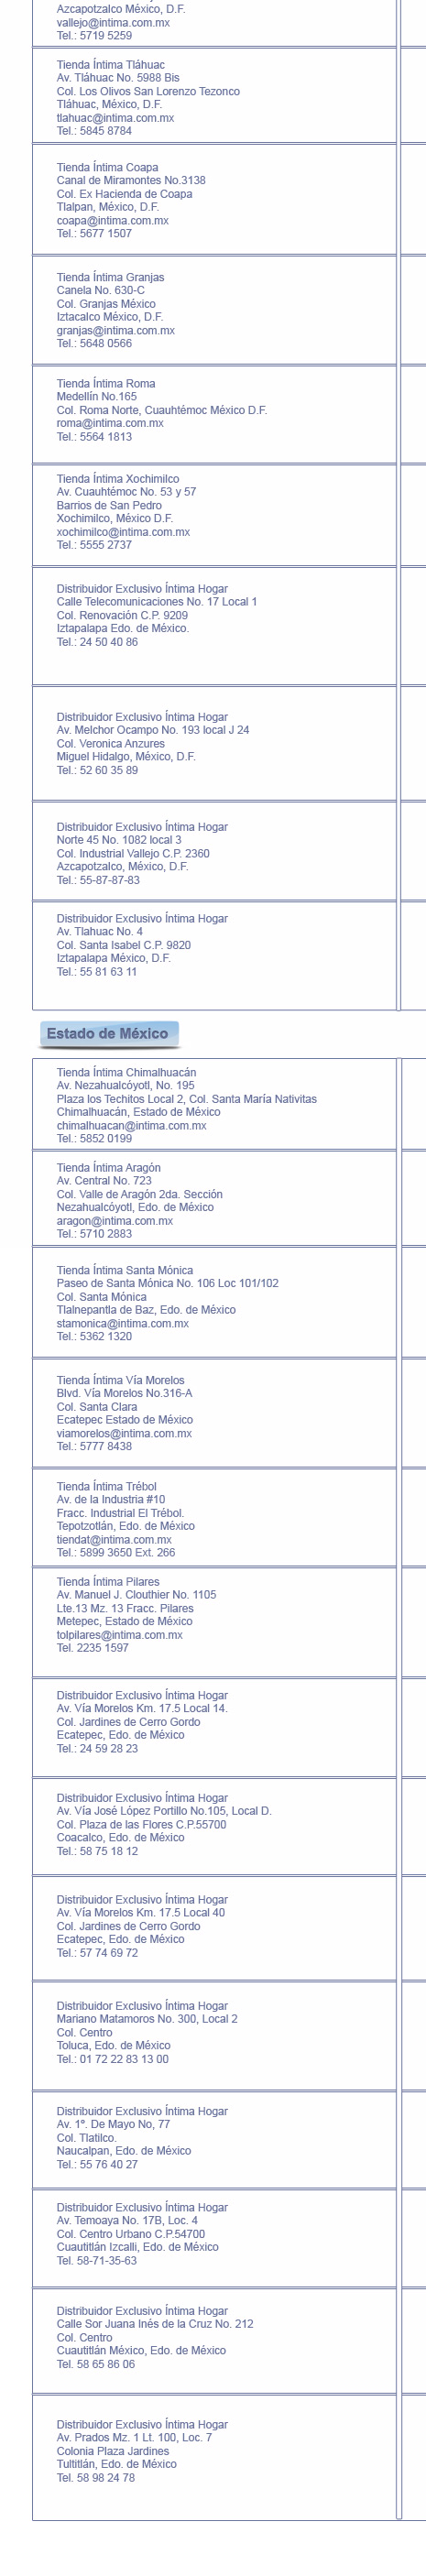 Azcapotzalco México, D.F.
vallejo@intima.com.mx
Tel.: 5719 5259
Tienda Íntima Tláhuac
Av. Tláhuac No. 5988 Bis
Col. Los Olivos San Lorenzo Tezonco
Tláhuac, México, D.F.
tlahuac@intima.com.mx
Tel.: 5845 8784
Tienda Íntima Coapa
Canal de Miramontes No.3138
Col. Ex Hacienda de Coapa
Tlalpan, México, D.F.
coapa@intima.com.mx
Tel.: 5677 1507
Tienda Íntima Granjas
Canela No. 630-C
Col. Granjas México
Iztacalco México, D.F.
granjas@intima.com.mx
Tel.: 5648 0566
Tienda Íntima Roma
Medellín No.165
Col. Roma Norte, Cuauhtémoc México D.F.
roma@intima.com.mx
Tel.: 5564 1813
Tienda Íntima Xochimilco
Av. Cuauhtémoc No. 53 y 57
Barrios de San Pedro
Xochimilco, México D.F.
xochimilco@intima.com.mx
Tel.: 5555 2737
Distribuidor Exclusivo Íntima Hogar
Calle Telecomunicaciones No. 17 Local 1
Col. Renovación C.P. 9209
Iztapalapa Edo. de México.
Tel.: 24 50 40 86
Distribuidor Exclusivo Íntima Hogar
Av. Melchor Ocampo No. 193 local J 24
Col. Veronica Anzures
Miguel Hidalgo, México, D.F.
Tel.: 52 60 35 89
Distribuidor Exclusivo Íntima Hogar
Norte 45 No. 1082 local 3
Col. Industrial Vallejo C.P. 2360
Azcapotzalco, México, D.F.
Tel.: 55-87-87-83
Distribuidor Exclusivo Íntima Hogar
Av. Tlahuac No. 4
Col. Santa Isabel C.P. 9820
Iztapalapa México, D.F.
Tel.: 55 81 63 11
Estado de México
Tienda Íntima Chimalhuacán
Av. Nezahualcóyotl, No. 195
Plaza los Techitos Local 2, Col. Santa María Nativitas
Chimalhuacán, Estado de México
chimalhuacan@intima.com.mx
Tel.: 5852 0199
Tienda Íntima Aragón
Av. Central No. 723
Col. Valle de Aragón 2da. Sección
Nezahualcóyotl, Edo. de México
aragon@intima.com.mx
Tel.: 5710 2883
Tienda Íntima Santa Mónica
Paseo de Santa Mónica No. 106 Loc 101/102
Col. Santa Mónica
Tlalnepantla de Baz, Edo. de México
stamonica@intima.com.mx
Tel.: 5362 1320
Tienda Íntima Vía Morelos
Blvd. Vía Morelos No.316-A
Col. Santa Clara
Ecatepec Estado de México
viamorelos@intima.com.mx
Tel.: 5777 8438
Tienda Íntima Trébol
Av. de la Industria #10
Fracc. Industrial El Trébol.
Tepotzotlán, Edo. de México
tiendat@intima.com.mx
Tel.: 5899 3650 Ext. 266
Tienda Íntima Pilares
Av. Manuel J. Clouthier No. 1105
Lte.13 Mz. 13 Fracc. Pilares
Metepec, Estado de México
tolpilares@intima.com.mx
Tel. 2235 1597
Distribuidor Exclusivo Íntima Hogar
Av. Vía Morelos Km. 17.5 Local 14.
Col. Jardines de Cerro Gordo
Ecatepec, Edo. de México
Tel.: 24 59 28 23
Distribuidor Exclusivo Íntima Hogar
Av. Vía José López Portillo No.105, Local D.
Col. Plaza de las Flores C.P.55700
Coacalco, Edo. de México
Tel.: 58 75 18 12
Distribuidor Exclusivo Íntima Hogar
Av. Vía Morelos Km. 17.5 Local 40
Col. Jardines de Cerro Gordo
Ecatepec, Edo. de México
Tel.: 57 74 69 72
Distribuidor Exclusivo Íntima Hogar
Mariano Matamoros No. 300, Local 2
Col. Centro
Toluca, Edo. de México
Tel.: 01 72 22 83 13 00
Distribuidor Exclusivo Íntima Hogar
Av. 1º. De Mayo No, 77
Col. Tlatilco.
Naucalpan, Edo. de México
Tel.: 55 76 40 27
Distribuidor Exclusivo Íntima Hogar
Av. Temoaya No. 17B, Loc. 4
Col. Centro Urbano C.P.54700
Cuautitlán Izcalli, Edo. de México
Tel. 58-71-35-63
Distribuidor Exclusivo Íntima Hogar
Calle Sor Juana Inés de la Cruz No. 212
Col. Centro
Cuautitlán México, Edo. de México
Tel. 58 65 86 06
Distribuidor Exclusivo Íntima Hogar
Av. Prados Mz. 1 Lt. 100, Loc. 7
Colonia Plaza Jardines
Tultitlán, Edo. de México
Tel. 58 98 24 78